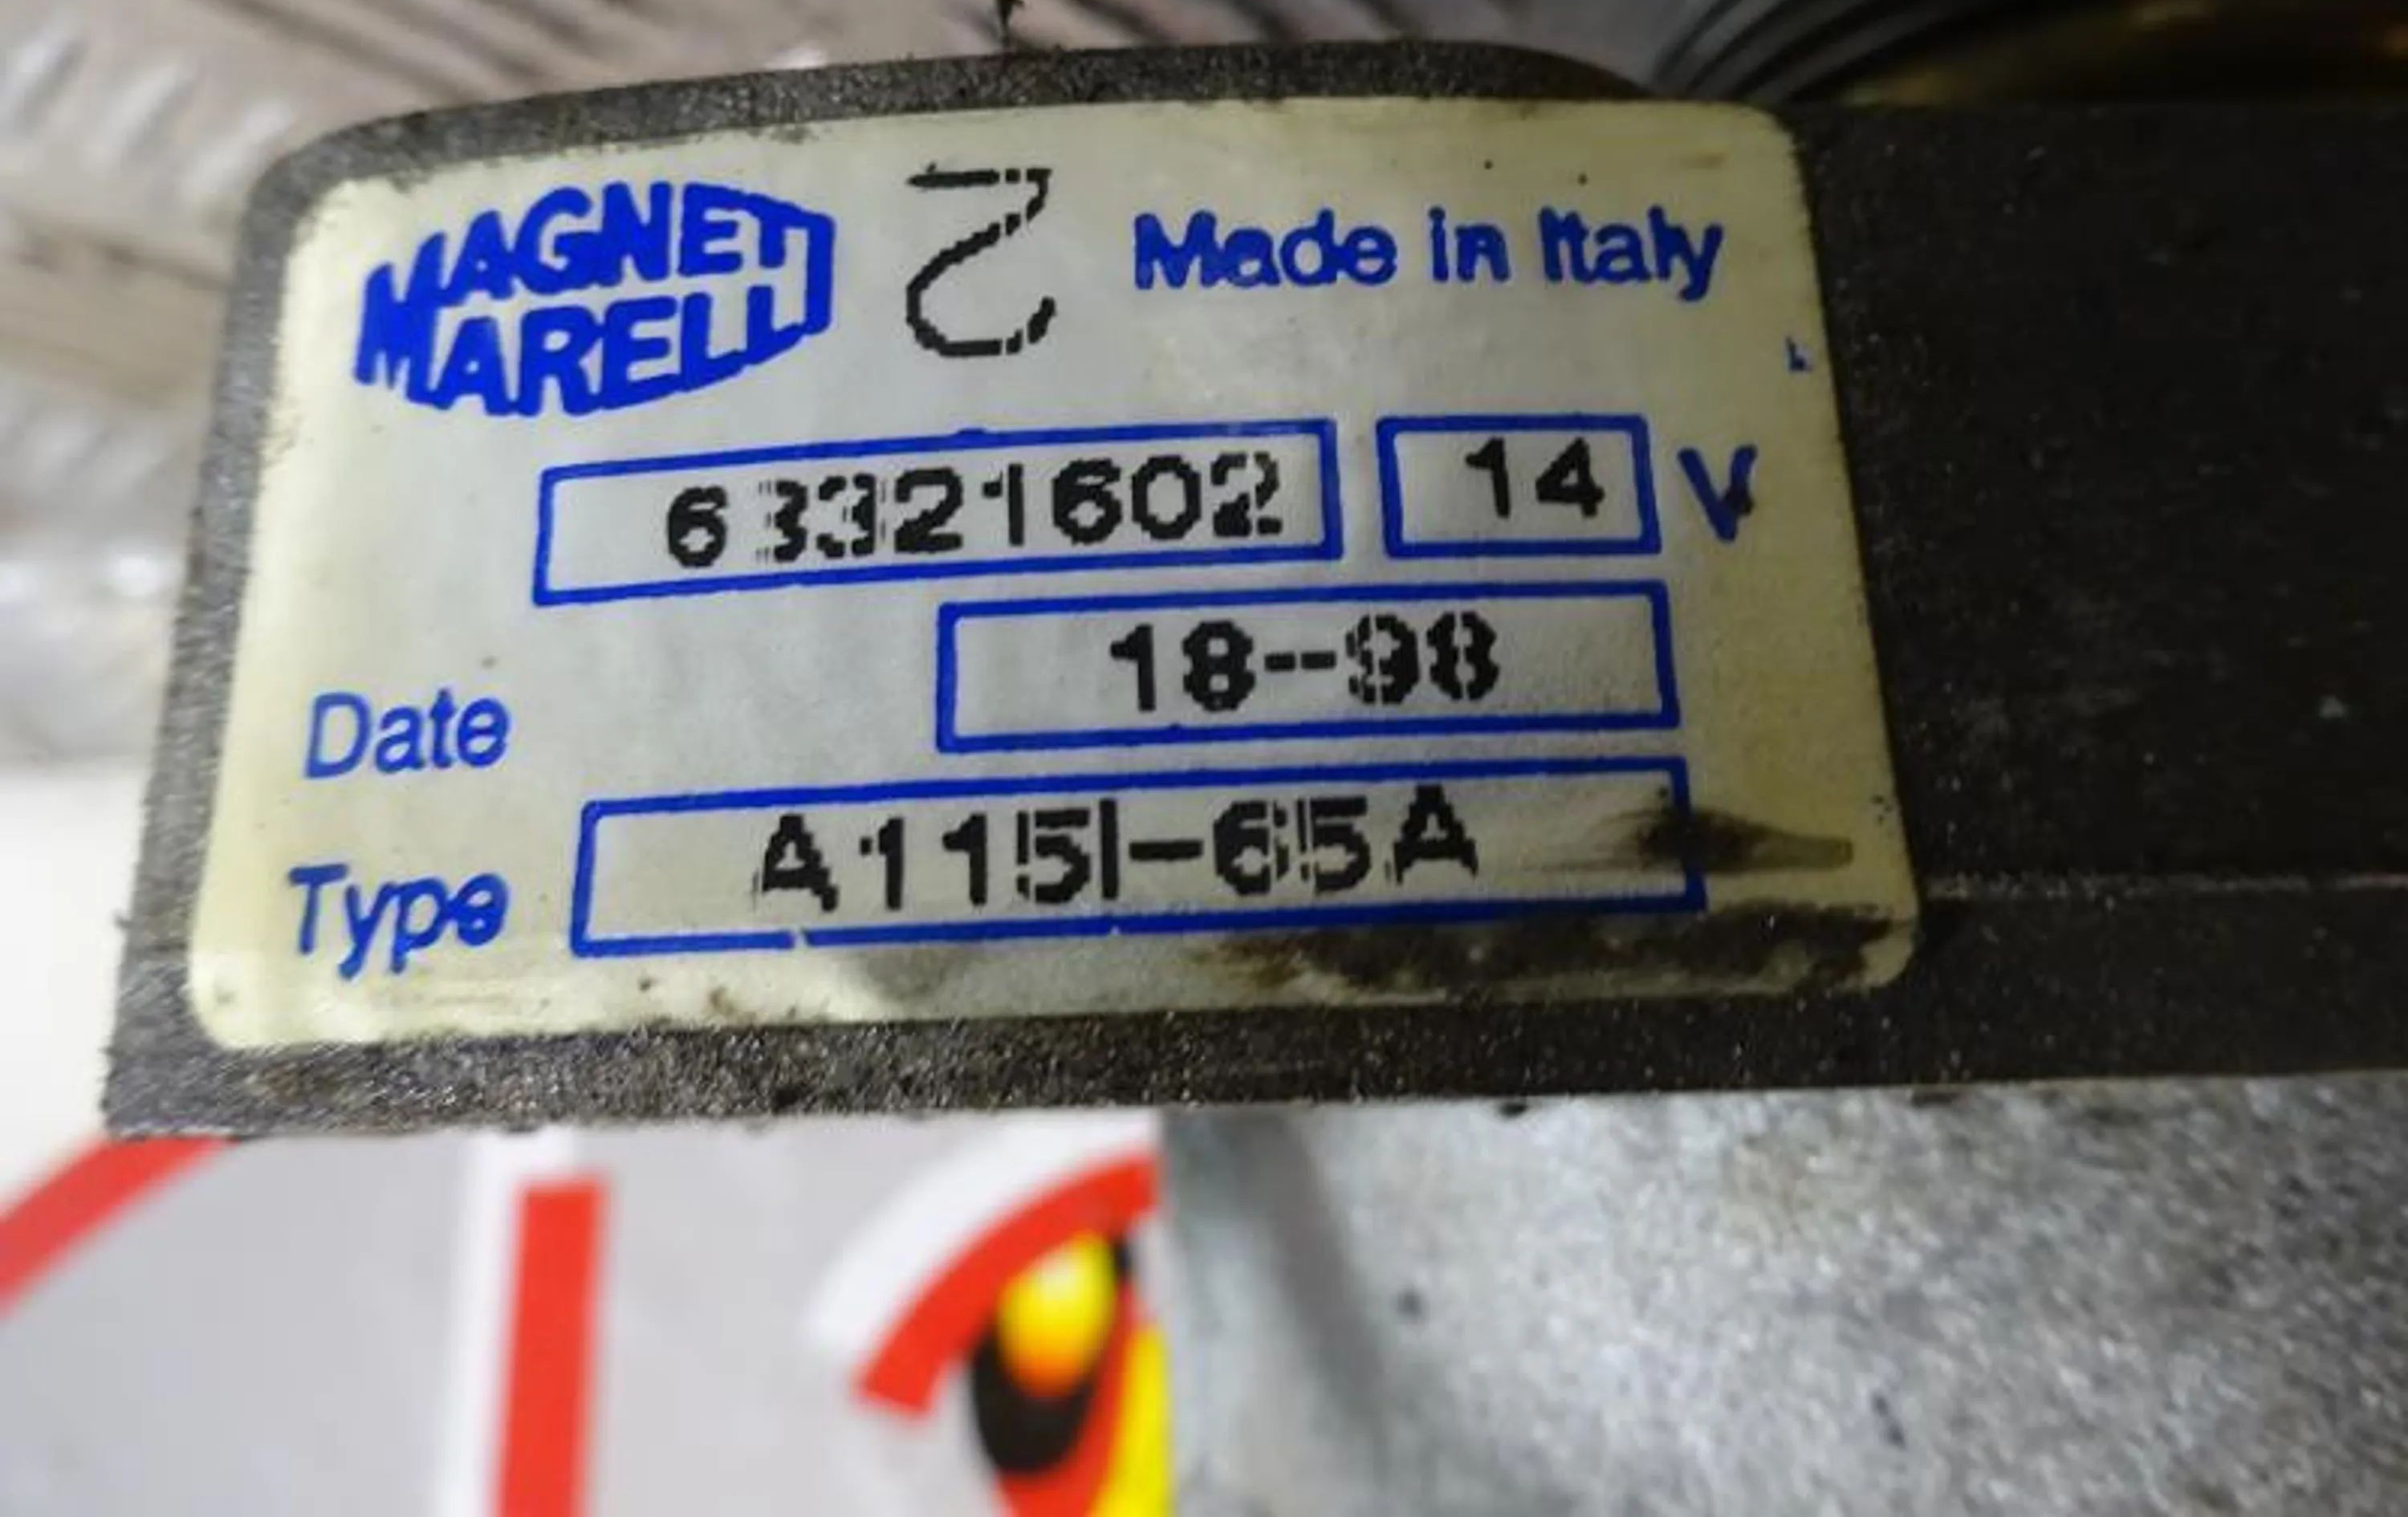 MAGNETI
MARELLI
Made in Italy
63321602 14 V
Date 18--98
Type A115I-65A